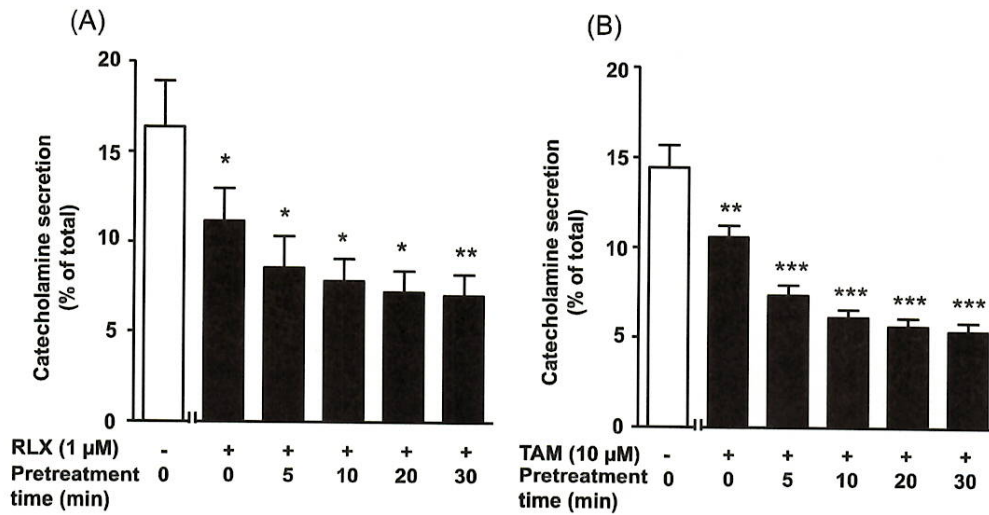 (A)
Catecholamine secretion
(% of total)
20
15
10
5
0
*
*
*
*
**
RLX (1 µM) - + + + + +
Pretreatment 0 0 5 10 20 30
time (min)
(B)
Catecholamine secretion
(% of total)
20
15
10
5
0
**
***
***
***
***
TAM (10 µM) - + + + + +
Pretreatment 0 0 5 10 20 30
time (min)